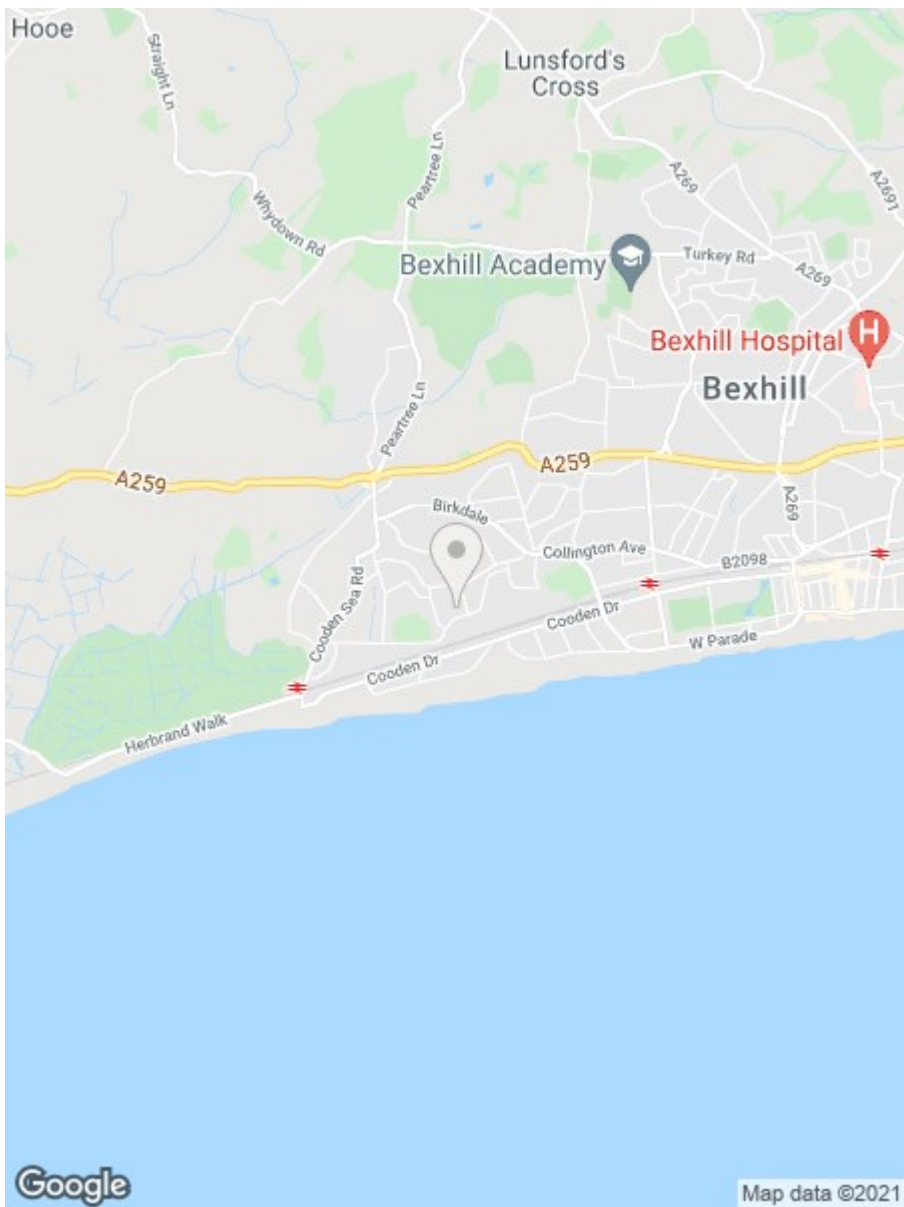 Hooe
Straight Ln
Lunsford's
Cross
Peartree Ln
A269
A2691
Whydown Rd
Turkey Rd
Bexhill Academy
A269
Bexhill Hospital
H
Bexhill
Peartree Ln
A259
A259
A269
Birkdale
Collington Ave
B2098
Cooden Sea Rd
Cooden Dr
W Parade
Cooden Dr
Herbrand Walk
Google
Map data ©2021